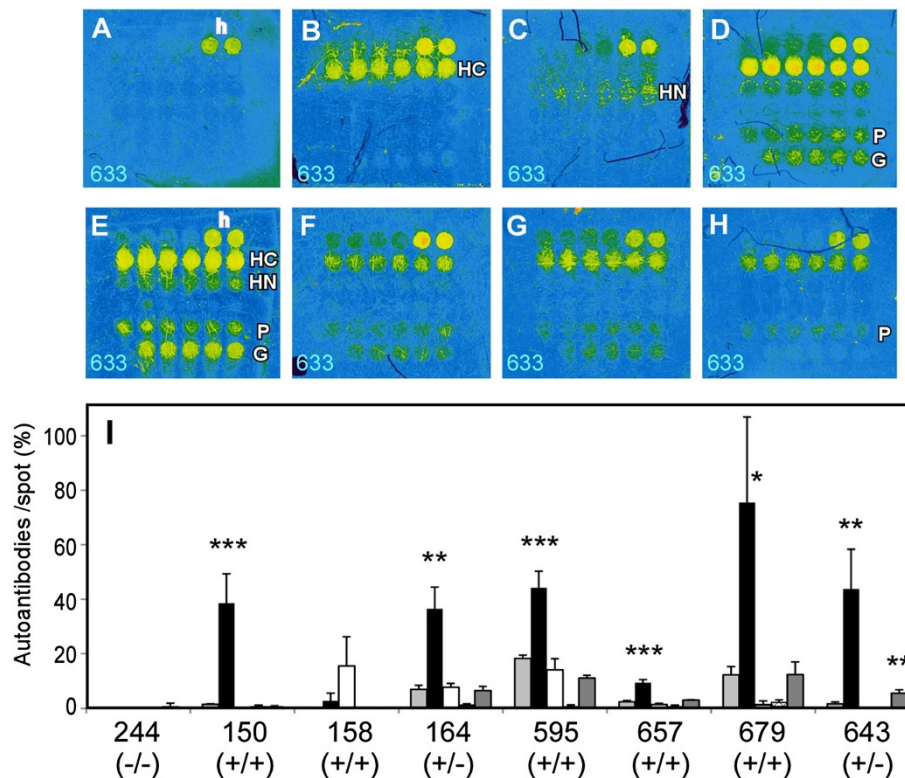 A h B C D
HC
HN
P
G
633 633 633 633
E h F G H
HC
HN
P
P
G
633 633 633 633
I
Autoantibodies /spot (%)
100
80
60
40
20
0
*** ** *** *** * ** **
244 150 158 164 595 657 679 643
(-/-) (+/+) (+/+) (+/-) (+/+) (+/+) (+/+) (+/-)